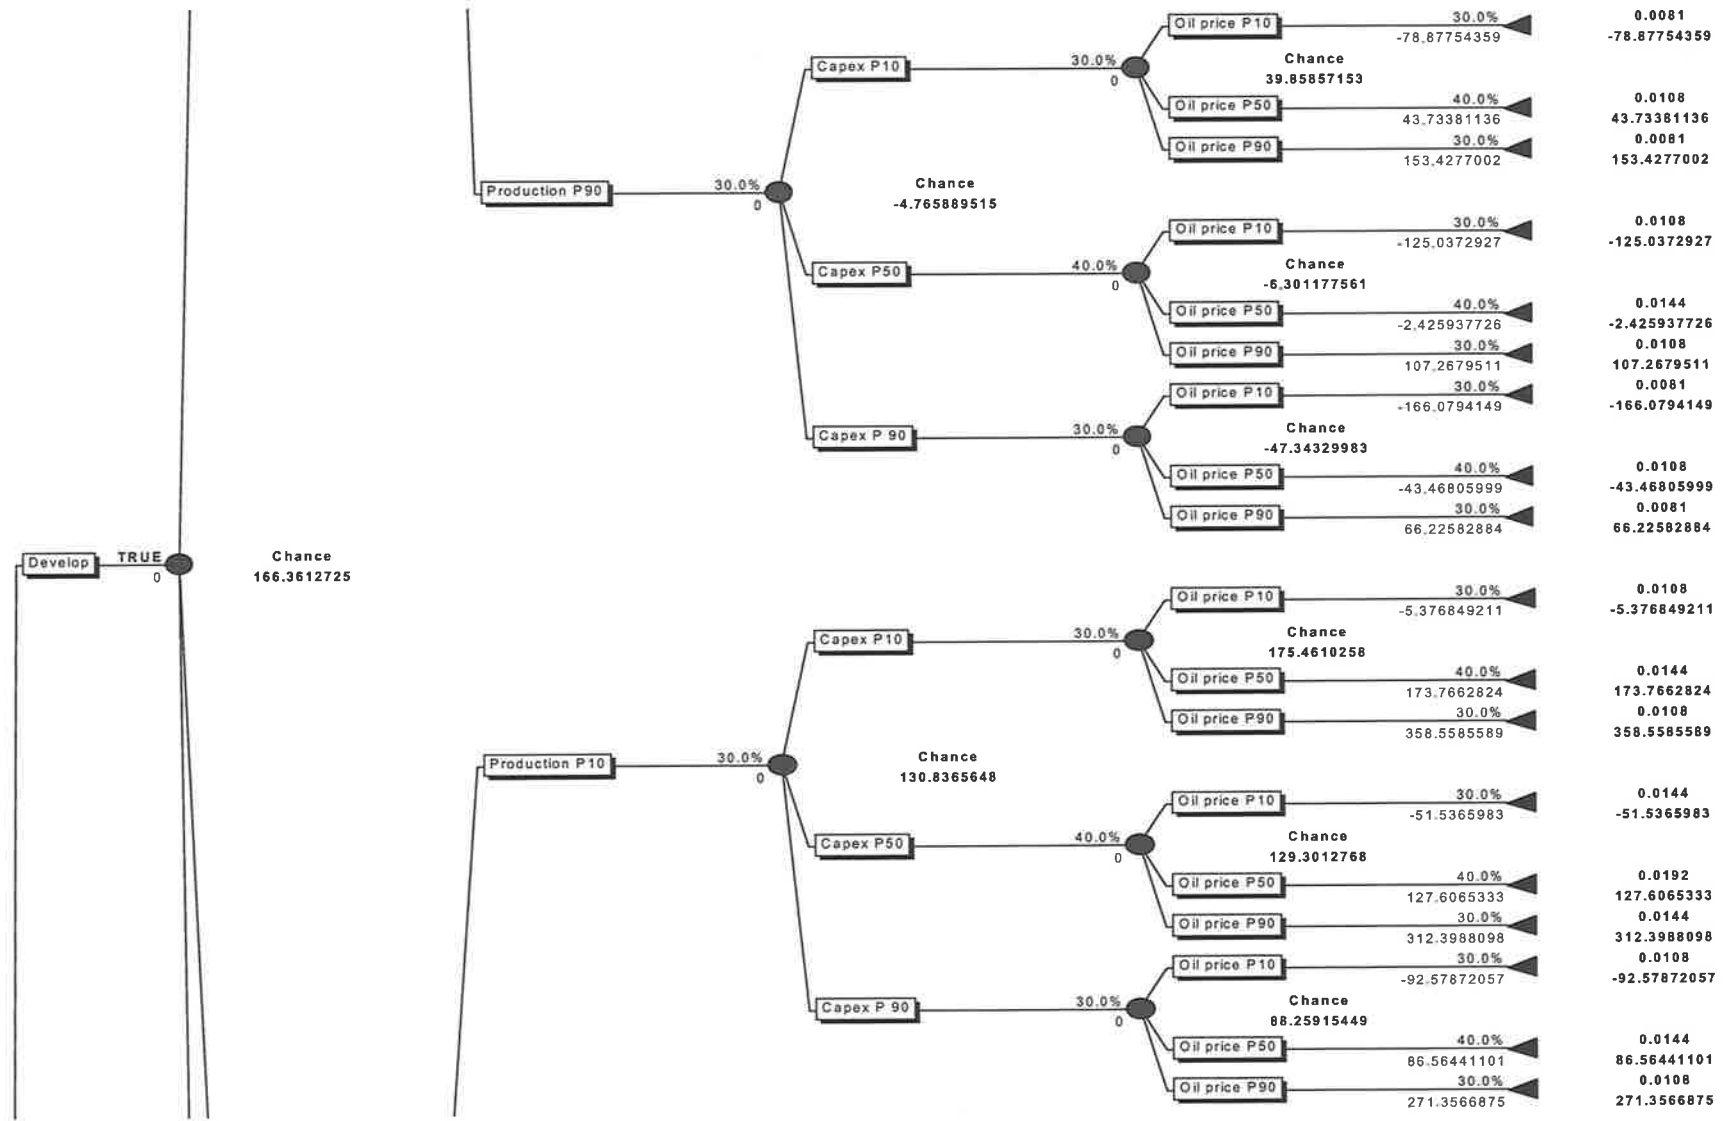 Oil price P10 30.0% 0.0081
-78.87754359 -78.87754359
Capex P10 30.0% Chance
0 39.85857153
Oil price P50 40.0% 0.0108
43.73381136 43.73381136
Oil price P90 30.0% 0.0081
153.4277002 153.4277002
Production P90 30.0% Chance
0 -4.765889515
Oil price P10 30.0% 0.0108
-125.0372927 -125.0372927
Capex P50 40.0% Chance
0 -6.301177561
Oil price P50 40.0% 0.0144
-2.425937726 -2.425937726
Oil price P90 30.0% 0.0108
107.2679511 107.2679511
Oil price P10 30.0% 0.0081
-166.0794149 -166.0794149
Capex P 90 30.0% Chance
0 -47.34329983
Oil price P50 40.0% 0.0108
-43.46805999 -43.46805999
Oil price P90 30.0% 0.0081
66.22582884 66.22582884
Develop TRUE Chance
0 166.3612725
Oil price P10 30.0% 0.0108
-5.376849211 -5.376849211
Capex P10 30.0% Chance
0 175.4610258
Oil price P50 40.0% 0.0144
173.7662824 173.7662824
Oil price P90 30.0% 0.0108
358.5585589 358.5585589
Production P10 30.0% Chance
0 130.8365648
Oil price P10 30.0% 0.0144
-51.5365983 -51.5365983
Capex P50 40.0% Chance
0 129.3012768
Oil price P50 40.0% 0.0192
127.6065333 127.6065333
Oil price P90 30.0% 0.0144
312.3988098 312.3988098
Oil price P10 30.0% 0.0108
-92.57872057 -92.57872057
Capex P 90 30.0% Chance
0 88.25915449
Oil price P50 40.0% 0.0144
86.56441101 86.56441101
Oil price P90 30.0% 0.0108
271.3566875 271.3566875